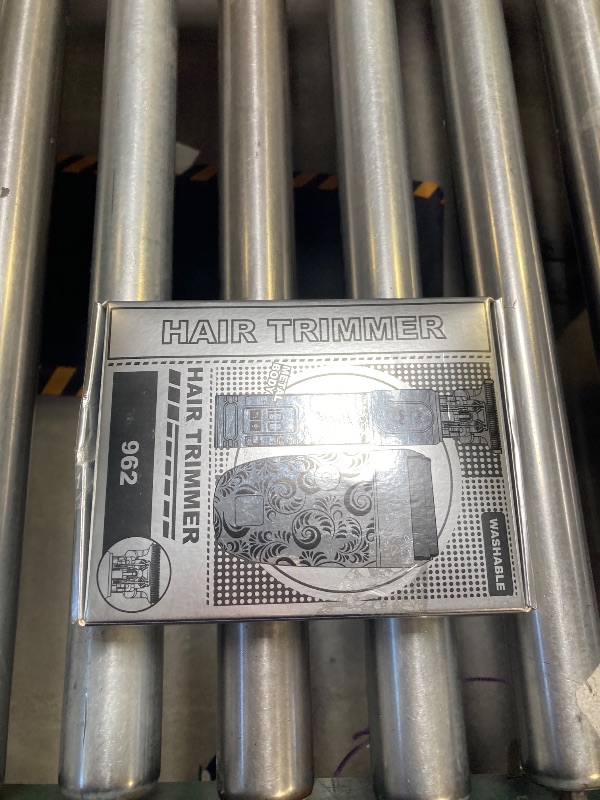 HAIR TRIMMER
METAL
BODY
HAIR TRIMMER
962
WASHABLE